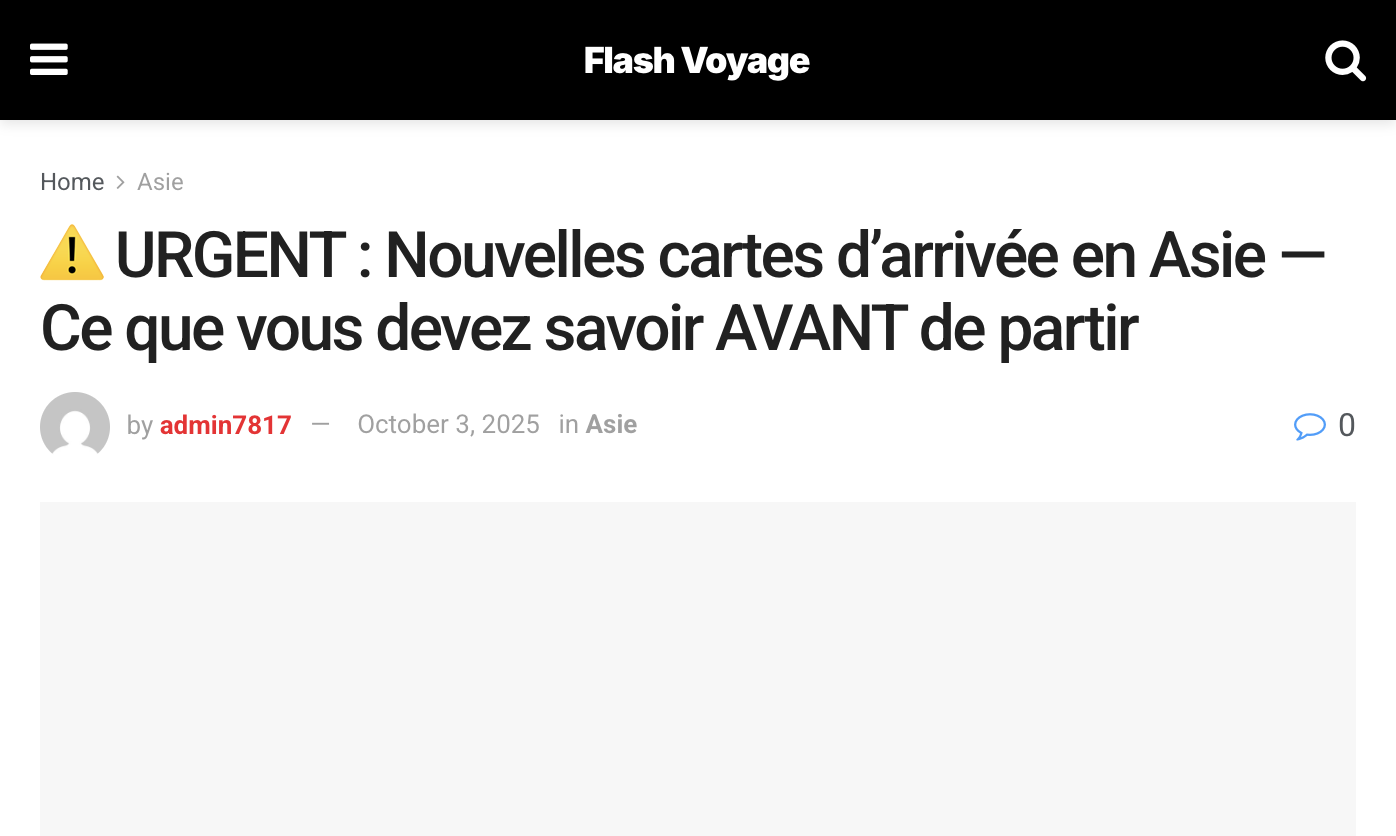 Flash Voyage
Home > Asie
⚠️ URGENT : Nouvelles cartes d’arrivée en Asie —
Ce que vous devez savoir AVANT de partir
by admin7817 — October 3, 2025 in Asie 0